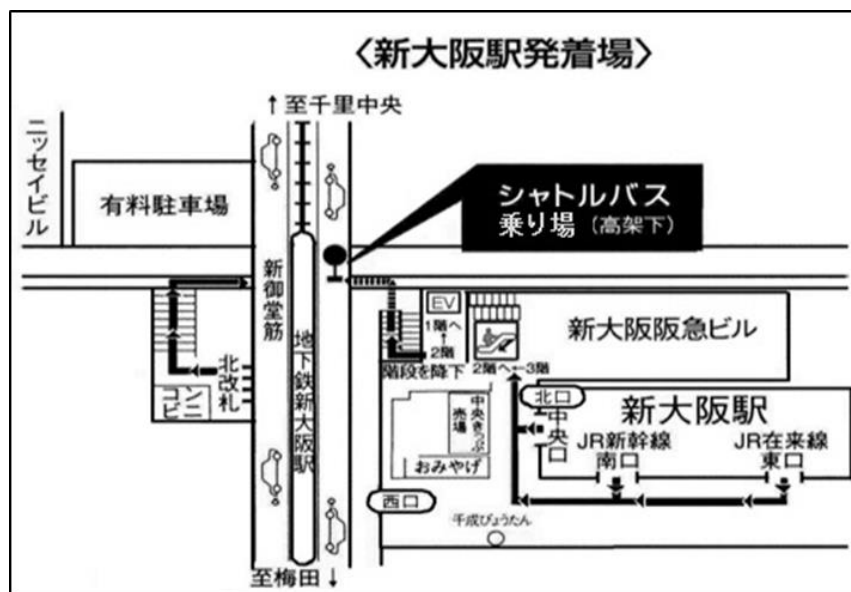 〈新大阪駅発着場〉
↑至千里中央
ニッセイビル
有料駐車場
シャトルバス
乗り場（高架下）
新御堂筋
地下鉄新大阪駅
EV
1階へ
↑
2階
階段を降下
2階へ←3階
新大阪阪急ビル
北改札
コンビニ
中央きっぷ売場
おみやげ
北口
中央口
新大阪駅
JR新幹線
南口
JR在来線
東口
西口
千成びょうたん
至梅田↓